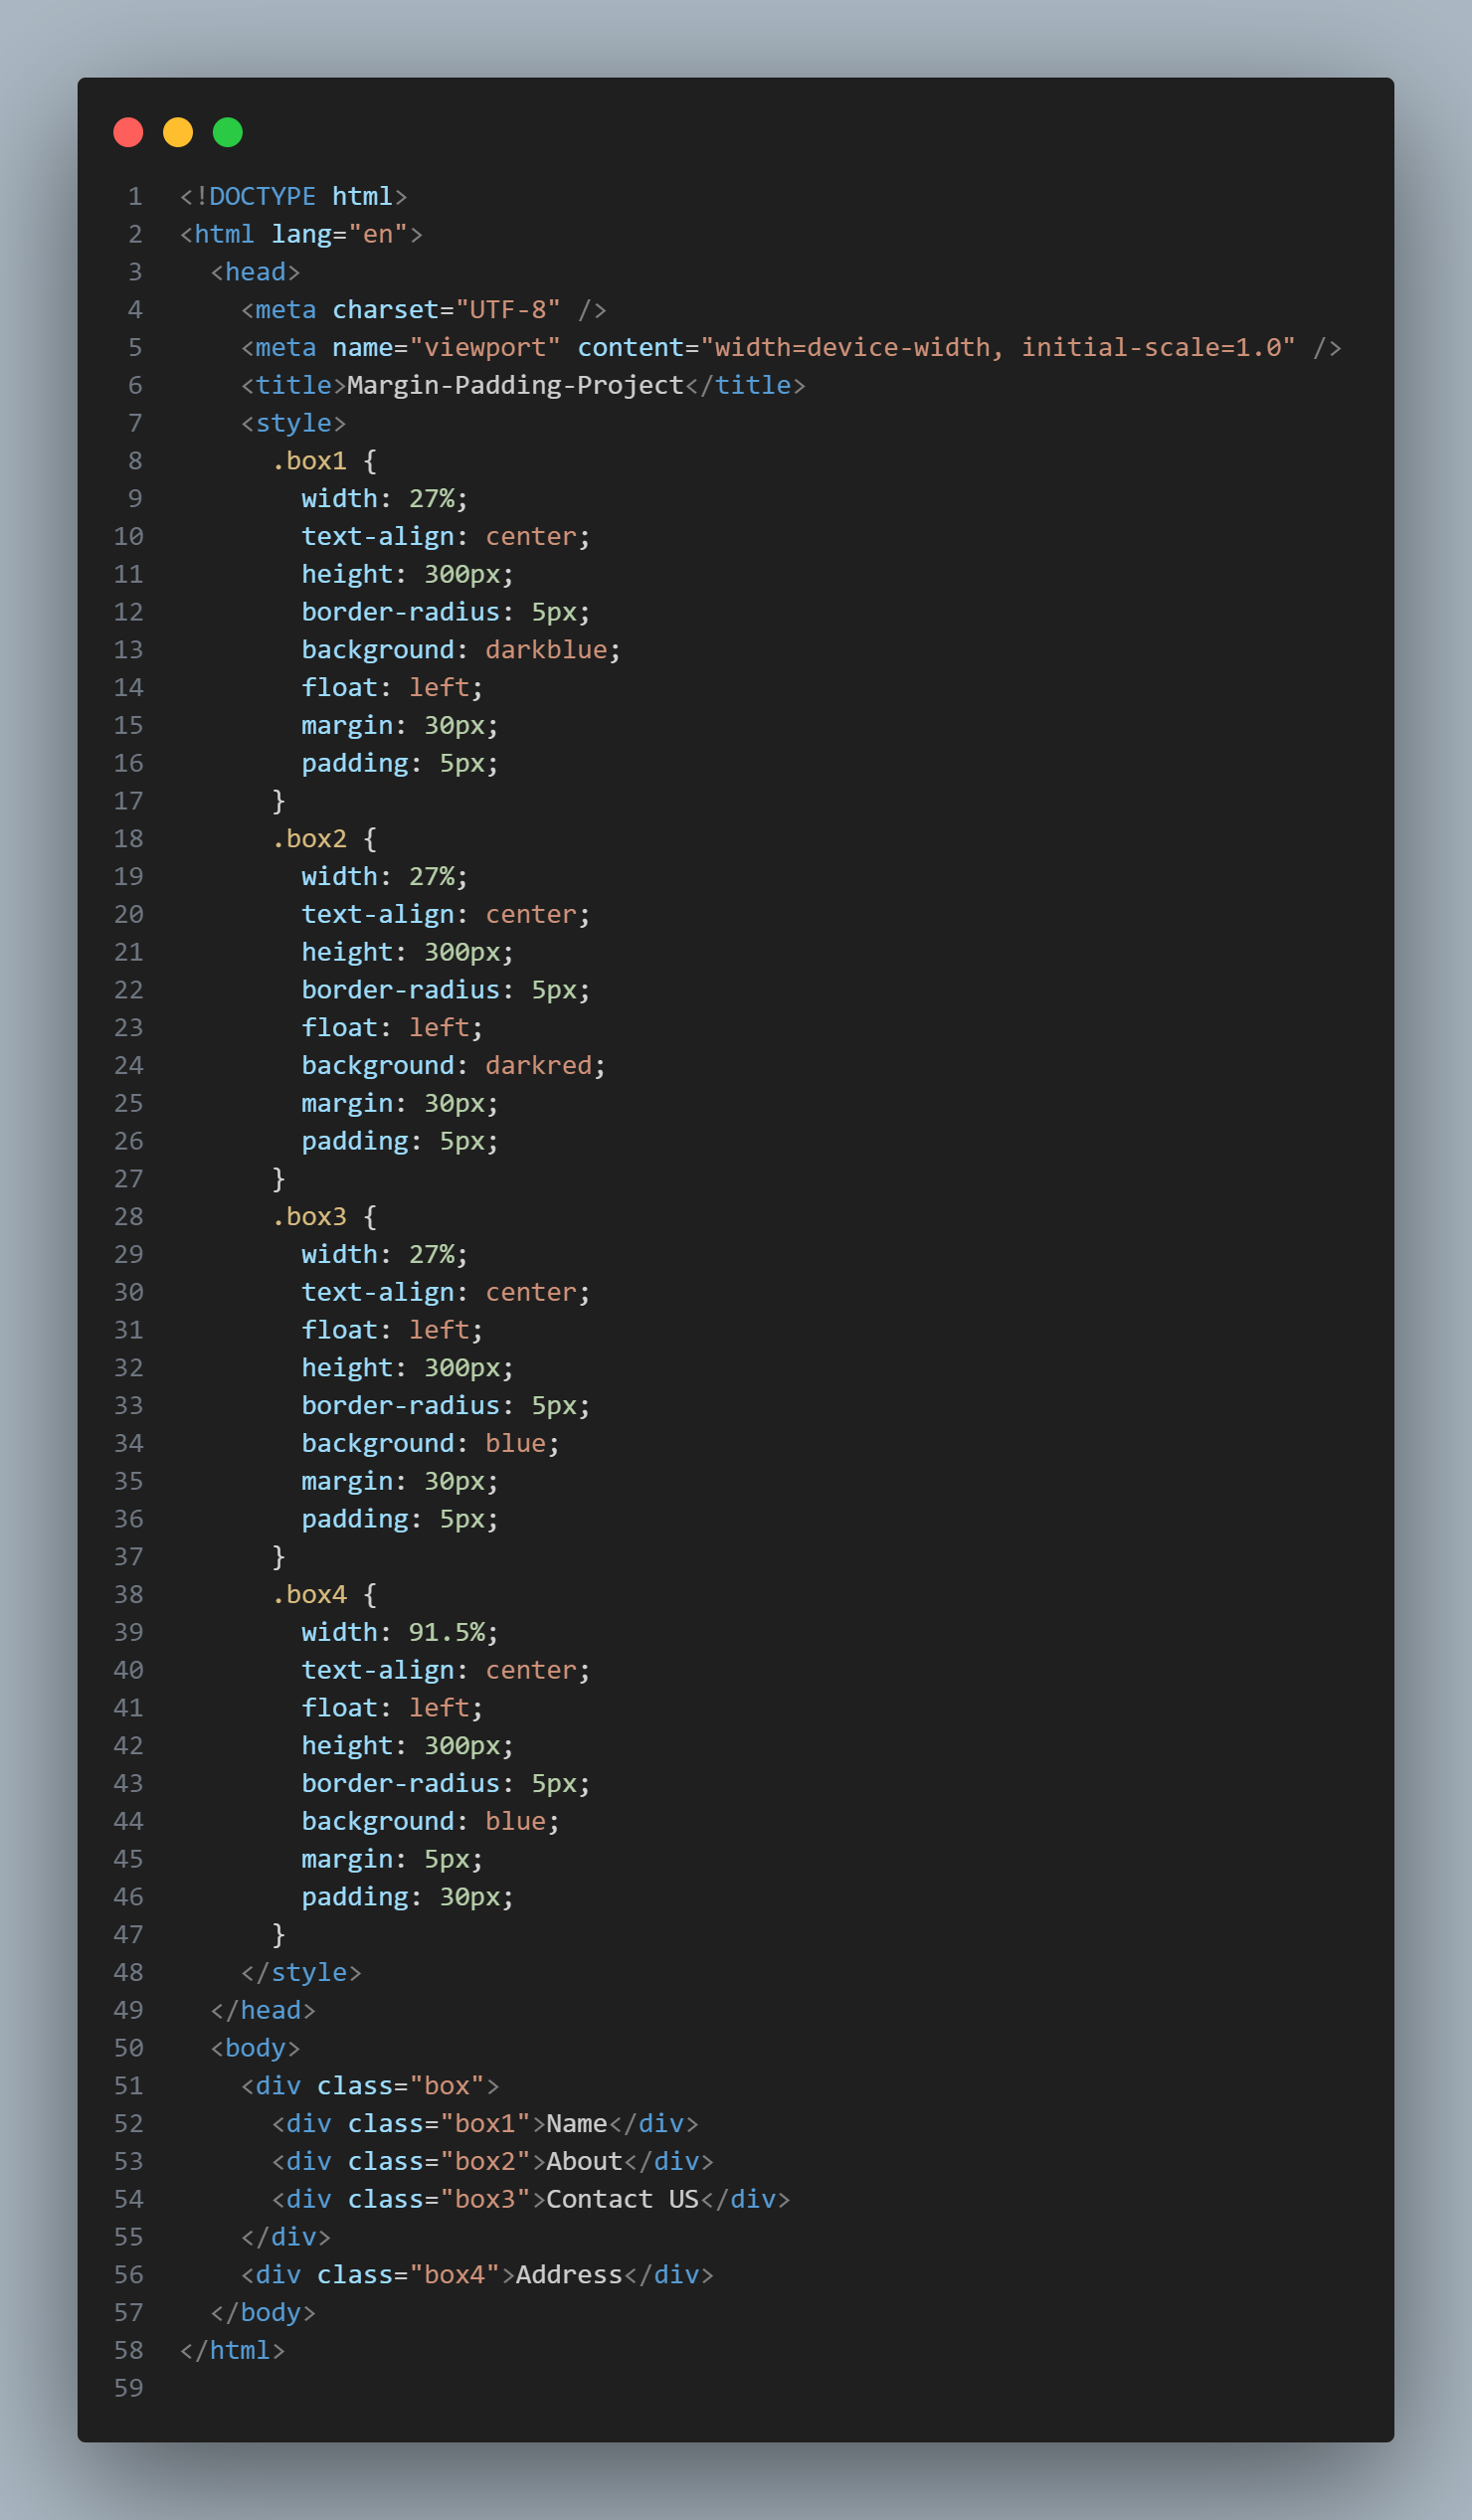 1 <!DOCTYPE html>
2 <html lang="en">
3   <head>
4     <meta charset="UTF-8" />
5     <meta name="viewport" content="width=device-width, initial-scale=1.0" />
6     <title>Margin-Padding-Project</title>
7     <style>
8       .box1 {
9         width: 27%;
10         text-align: center;
11         height: 300px;
12         border-radius: 5px;
13         background: darkblue;
14         float: left;
15         margin: 30px;
16         padding: 5px;
17       }
18       .box2 {
19         width: 27%;
20         text-align: center;
21         height: 300px;
22         border-radius: 5px;
23         float: left;
24         background: darkred;
25         margin: 30px;
26         padding: 5px;
27       }
28       .box3 {
29         width: 27%;
30         text-align: center;
31         float: left;
32         height: 300px;
33         border-radius: 5px;
34         background: blue;
35         margin: 30px;
36         padding: 5px;
37       }
38       .box4 {
39         width: 91.5%;
40         text-align: center;
41         float: left;
42         height: 300px;
43         border-radius: 5px;
44         background: blue;
45         margin: 5px;
46         padding: 30px;
47       }
48     </style>
49   </head>
50   <body>
51     <div class="box">
52       <div class="box1">Name</div>
53       <div class="box2">About</div>
54       <div class="box3">Contact US</div>
55     </div>
56     <div class="box4">Address</div>
57   </body>
58 </html>
59